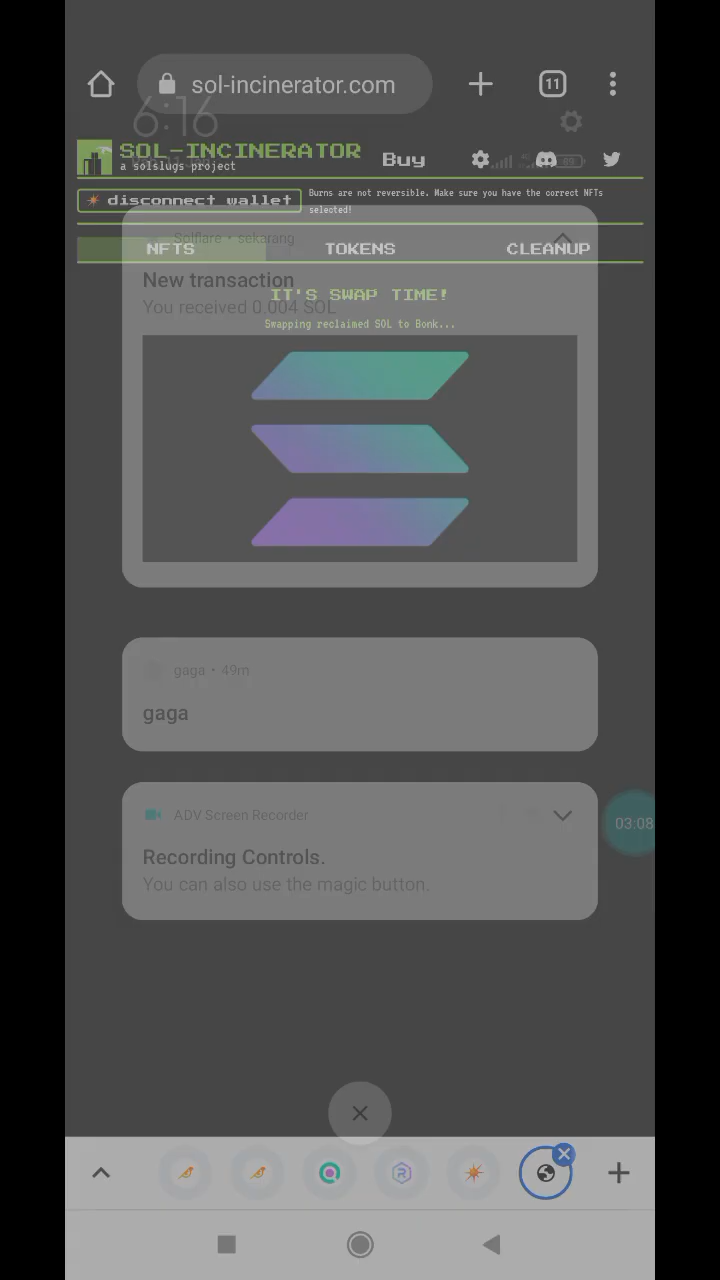 sol-incinerator.com
11
6:16
SOL-INCINERATOR
a solslugs project
Buy
disconnect wallet
Burns are not reversible. Make sure you have the correct NFTs
selected!
Solflare • sekarang
NFTS
TOKENS
CLEANUP
New transaction
You received 0.004 SOL
IT'S SWAP TIME!
Swapping reclaimed SOL to Bonk...
gaga • 49m
gaga
ADV Screen Recorder
03:08
Recording Controls.
You can also use the magic button.